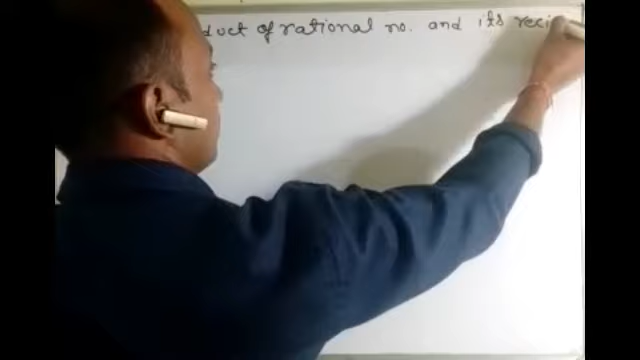 duct of rational no. and its reci